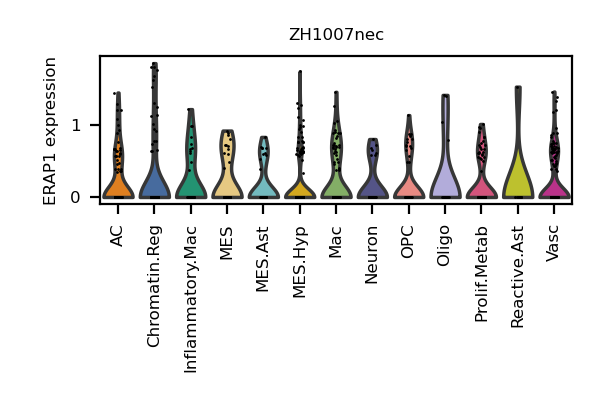 ZH1007nec
ERAP1 expression
1
0
AC
Chromatin.Reg
Inflammatory.Mac
MES
MES.Ast
MES.Hyp
Mac
Neuron
OPC
Oligo
Prolif.Metab
Reactive.Ast
Vasc